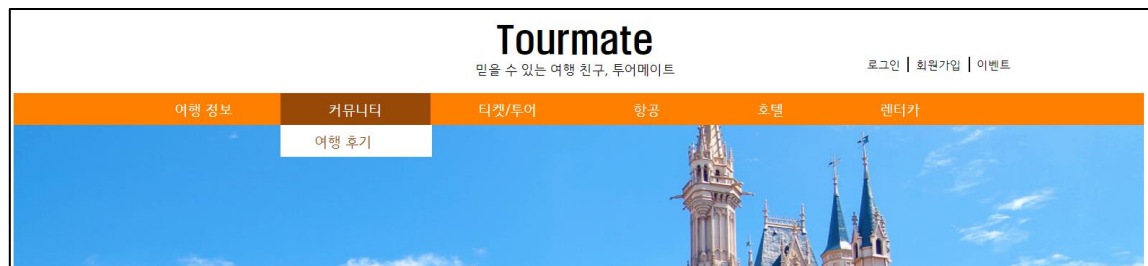 Tourmate
믿을 수 있는 여행 친구, 투어메이트
로그인 | 회원가입 | 이벤트
여행 정보 커뮤니티 티켓/투어 항공 호텔 렌터카
여행 후기